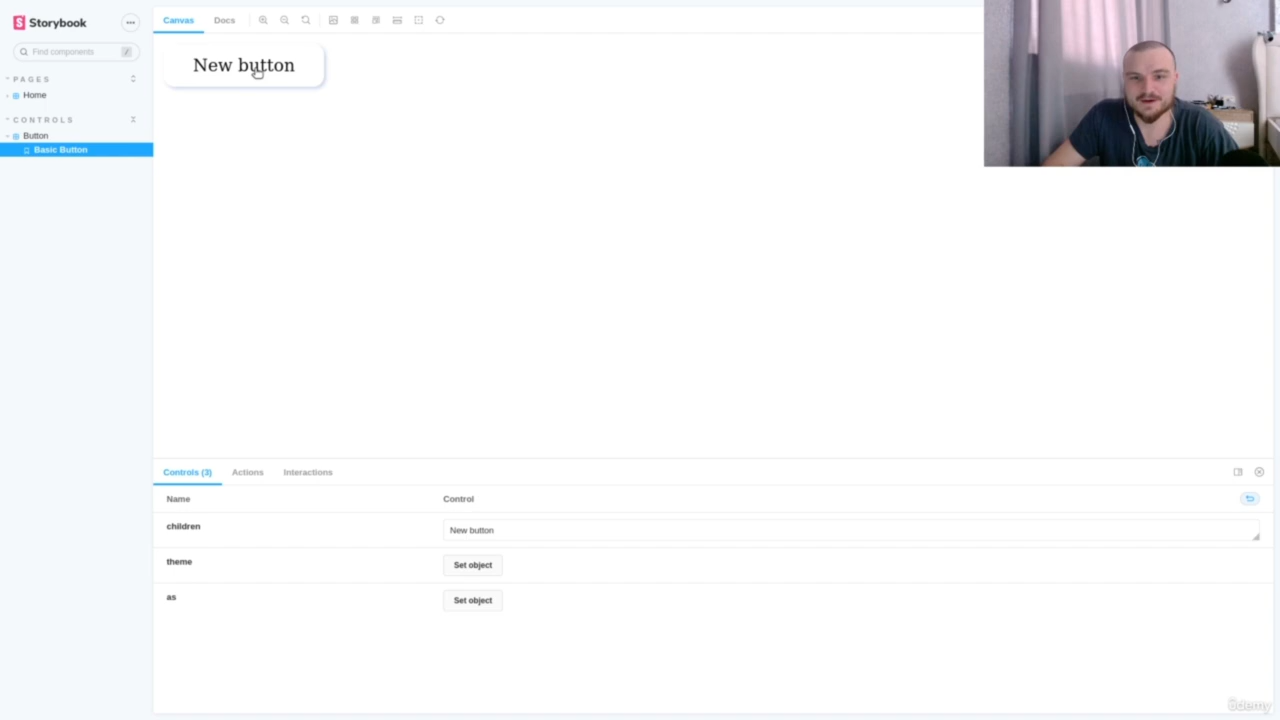 Storybook
Find components /
PAGES
Home
CONTROLS
Button
Basic Button
Canvas Docs
New button
Controls (3) Actions Interactions
Name Control
children New button
theme Set object
as Set object
ûdemy